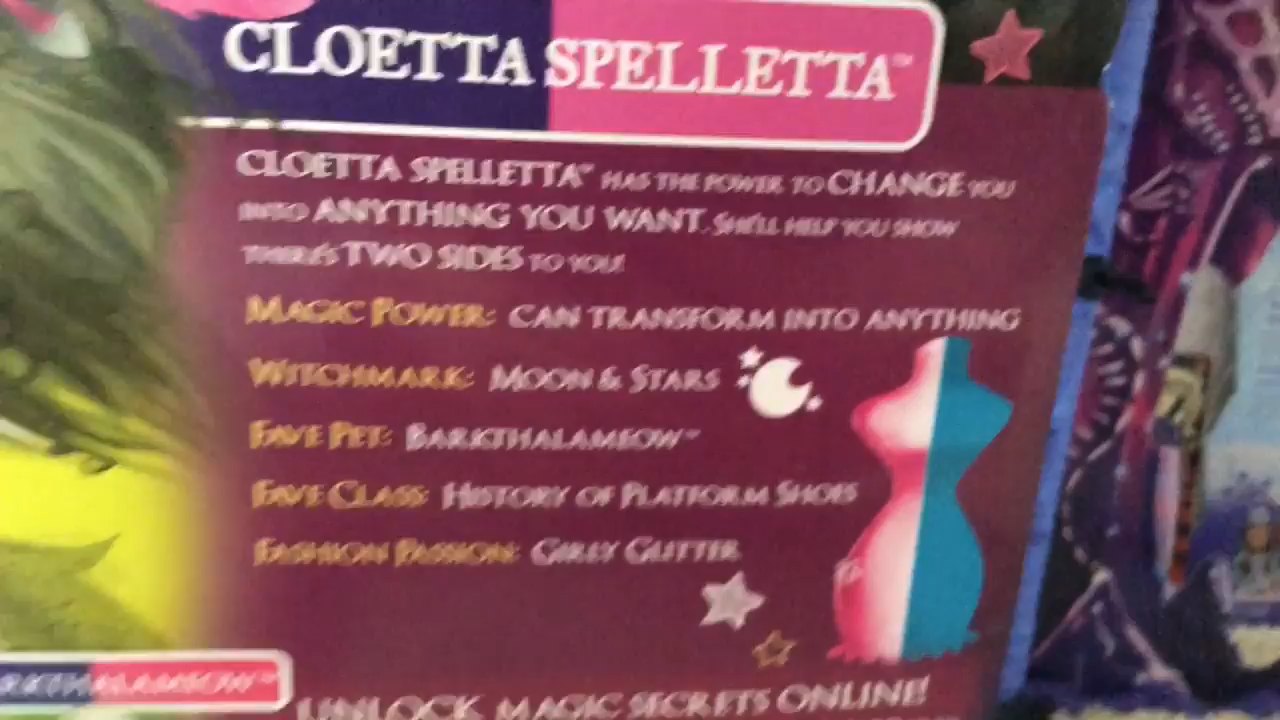 CLOETTA SPELLETTA™
CLOETTA SPELLETTA™ HAS THE POWER TO CHANGE YOU
INTO ANYTHING YOU WANT. SHE'LL HELP YOU SHOW
THERE'S TWO SIDES TO YOU!
MAGIC POWER: CAN TRANSFORM INTO ANYTHING
WITCHMARK: MOON & STARS
FAVE PET: BARKTHALAMEOW™
FAVE CLASS: HISTORY OF PLATFORM SHOES
FASHION PASSION: GIRLY GLITTER
RKTHALAMEOW™
UNLOCK MAGIC SECRETS ONLINE!